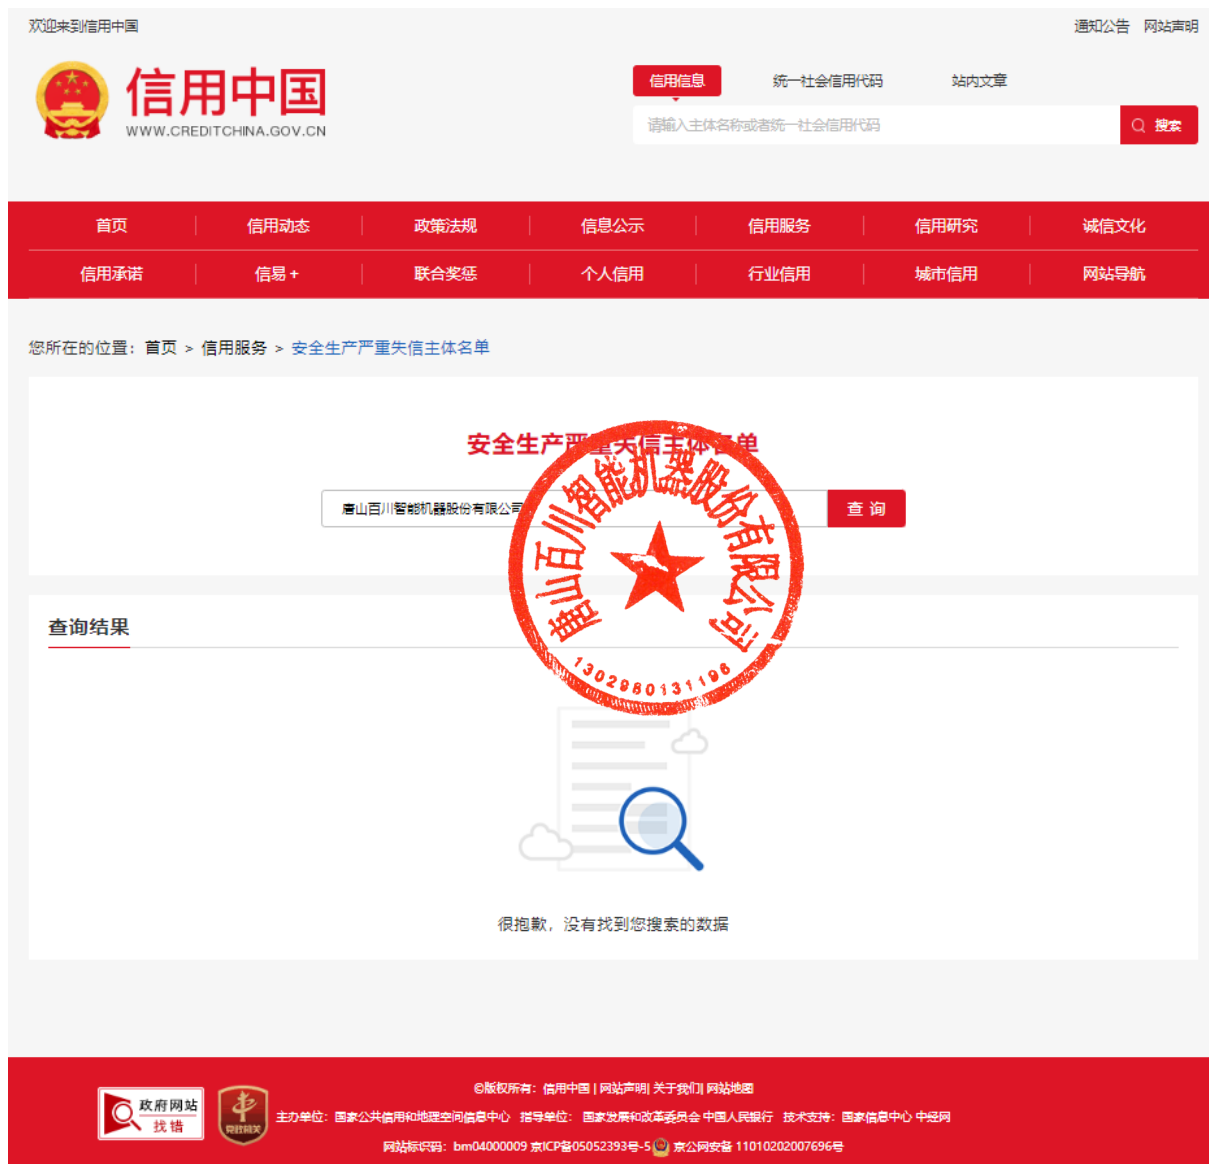 欢迎来到信用中国
通知公告 网站声明
信用中国
WWW.CREDITCHINA.GOV.CN
信用信息 统一社会信用代码 站内文章
请输入主体名称或者统一社会信用代码
搜索
首页 信用动态 政策法规 信息公示 信用服务 信用研究 诚信文化
信用承诺 信易+ 联合奖惩 个人信用 行业信用 城市信用 网站导航
您所在的位置：首页 > 信用服务 > 安全生产严重失信主体名单
安全生产严重失信主体名单
唐山百川智能机器股份有限公司
查询
唐山百川智能机器股份有限公司
1302980131198
查询结果
很抱歉，没有找到您搜索的数据
©版权所有：信用中国 | 网站声明| 关于我们| 网站地图
政府网站
找错
党政机关
主办单位：国家公共信用和地理空间信息中心 指导单位： 国家发展和改革委员会 中国人民银行 技术支持：国家信息中心 中经网
网站标识码：bm04000009 京ICP备05052393号-5 京公网安备 11010202007696号